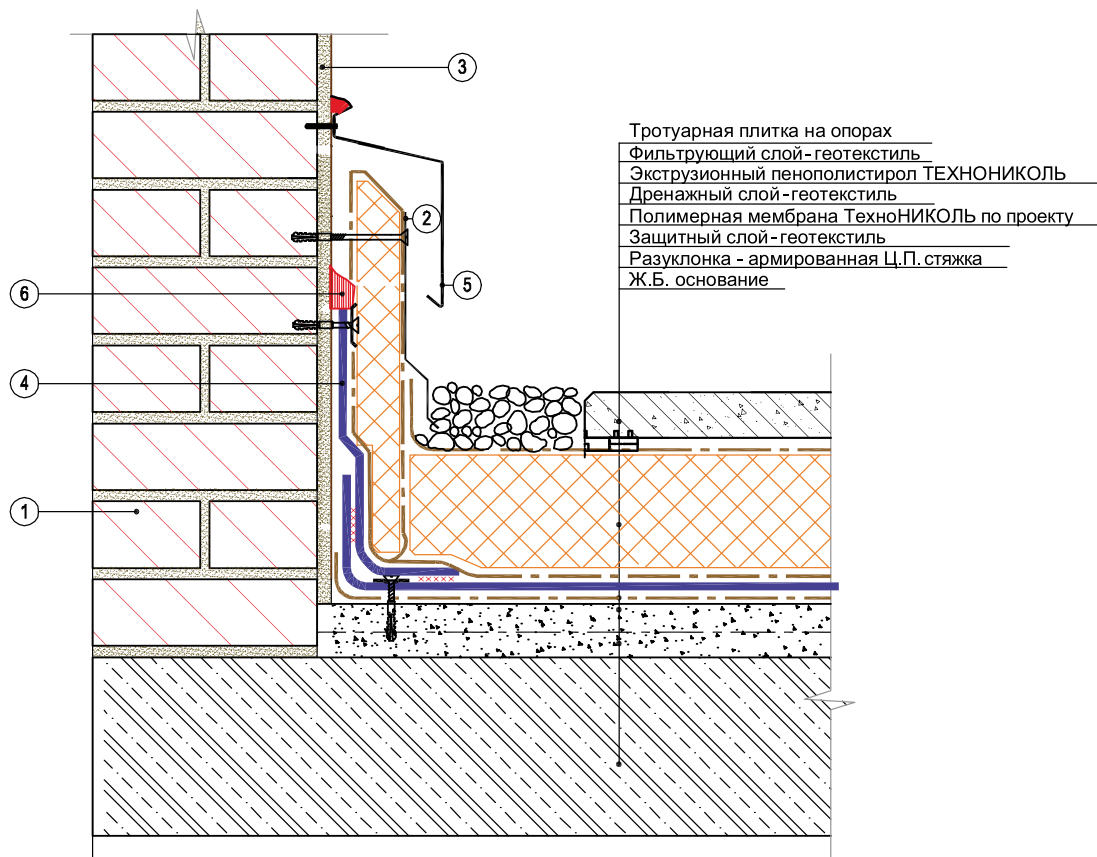 3
Тротуарная плитка на опорах
Фильтрующий слой-геотекстиль
Экструзионный пенополистирол ТЕХНОНИКОЛЬ
Дренажный слой-геотекстиль
Полимерная мембрана ТехноНИКОЛЬ по проекту
Защитный слой-геотекстиль
Разуклонка - армированная Ц.П. стяжка
Ж.Б. основание
2
5
6
4
1